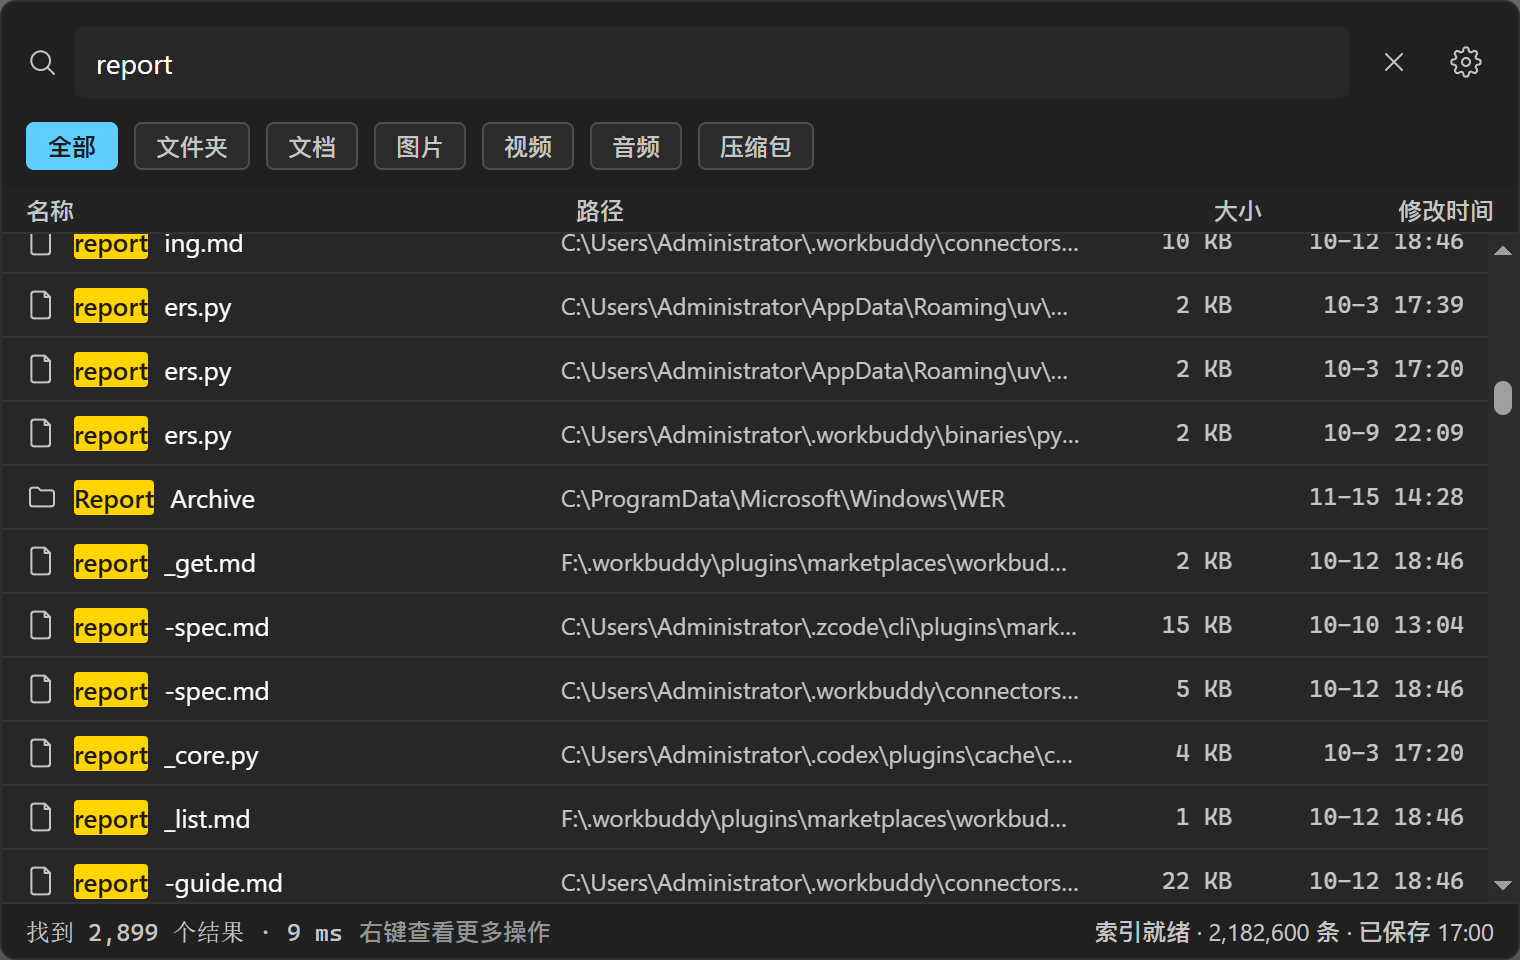 report
全部 文件夹 文档 图片 视频 音频 压缩包
名称 路径 大小 修改时间
reporting.md C:\Users\Administrator\.workbuddy\connectors... 10 KB 10-12 18:46
reporters.py C:\Users\Administrator\AppData\Roaming\uv\... 2 KB 10-3 17:39
reporters.py C:\Users\Administrator\AppData\Roaming\uv\... 2 KB 10-3 17:20
reporters.py C:\Users\Administrator\.workbuddy\binaries\py... 2 KB 10-9 22:09
ReportArchive C:\ProgramData\Microsoft\Windows\WER 11-15 14:28
report_get.md F:\.workbuddy\plugins\marketplaces\workbud... 2 KB 10-12 18:46
report-spec.md C:\Users\Administrator\.zcode\cli\plugins\mark... 15 KB 10-10 13:04
report-spec.md C:\Users\Administrator\.workbuddy\connectors... 5 KB 10-12 18:46
report_core.py C:\Users\Administrator\.codex\plugins\cache\c... 4 KB 10-3 17:20
report_list.md F:\.workbuddy\plugins\marketplaces\workbud... 1 KB 10-12 18:46
report-guide.md C:\Users\Administrator\.workbuddy\connectors... 22 KB 10-12 18:46
找到 2,899 个结果 · 9 ms 右键查看更多操作 索引就绪 · 2,182,600 条 · 已保存 17:00